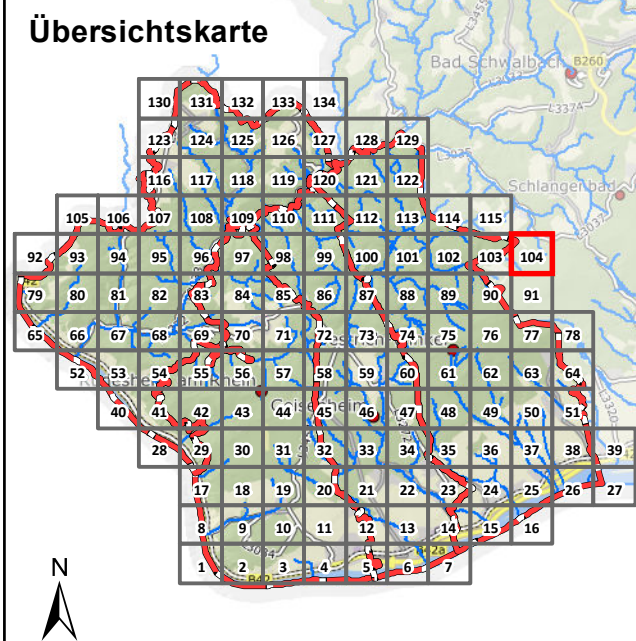 Übersichtskarte
Bad Schwalbach
B260
L3374
L3035
Schlangenbad
130 131 132 133 134
123 124 125 126 127 128 129
116 117 118 119 120 121 122
105 106 107 108 109 110 111 112 113 114 115
92 93 94 95 96 97 98 99 100 101 102 103 104
79 80 81 82 83 84 85 86 87 88 89 90 91
65 66 67 68 69 70 71 72 73 74 75 76 77 78
52 53 54 55 56 57 58 59 60 61 62 63 64
40 41 42 43 44 45 46 47 48 49 50 51
28 29 30 31 32 33 34 35 36 37 38 39
17 18 19 20 21 22 23 24 25 26 27
8 9 10 11 12 13 14 15 16
1 2 3 4 5 6 7
B42
B42a
N